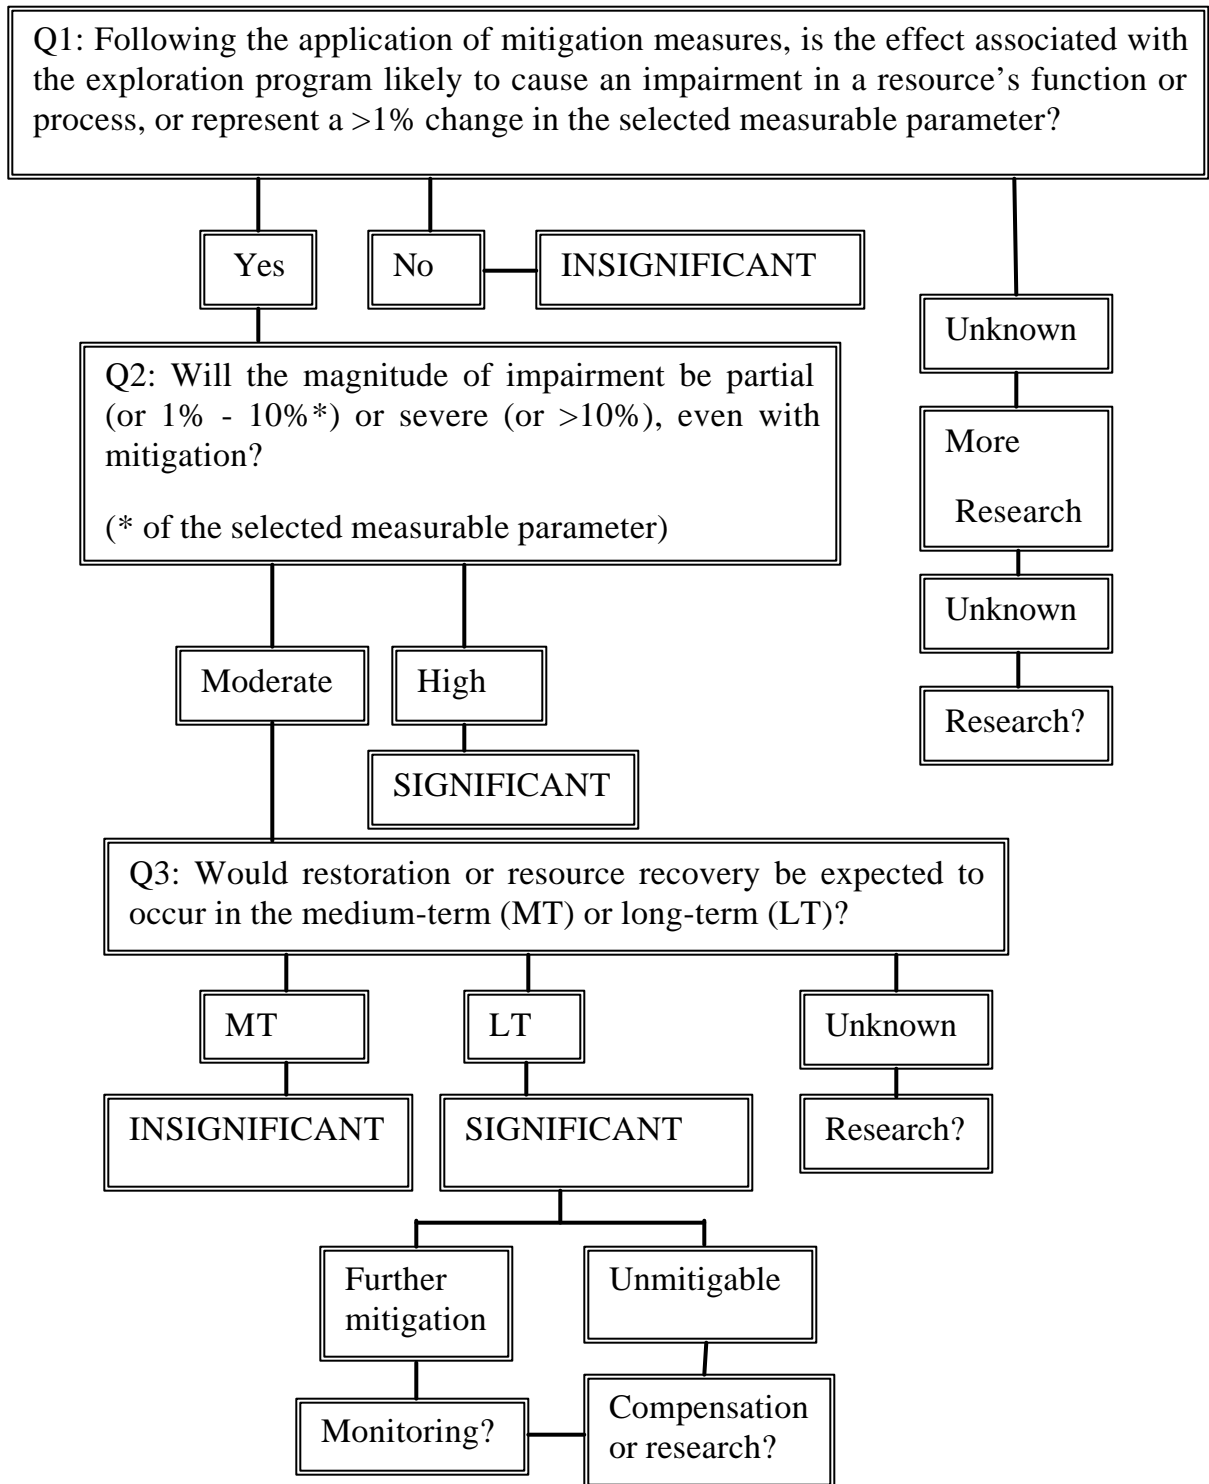 Q1: Following the application of mitigation measures, is the effect associated with
the exploration program likely to cause an impairment in a resource's function or
process, or represent a >1% change in the selected measurable parameter?
Yes
No
INSIGNIFICANT
Unknown
Q2: Will the magnitude of impairment be partial
(or 1% - 10%*) or severe (or >10%), even with
mitigation?
(* of the selected measurable parameter)
More
Research
Unknown
Research?
Moderate
High
SIGNIFICANT
Q3: Would restoration or resource recovery be expected to
occur in the medium-term (MT) or long-term (LT)?
MT
LT
Unknown
INSIGNIFICANT
SIGNIFICANT
Research?
Further
mitigation
Unmitigable
Monitoring?
Compensation
or research?